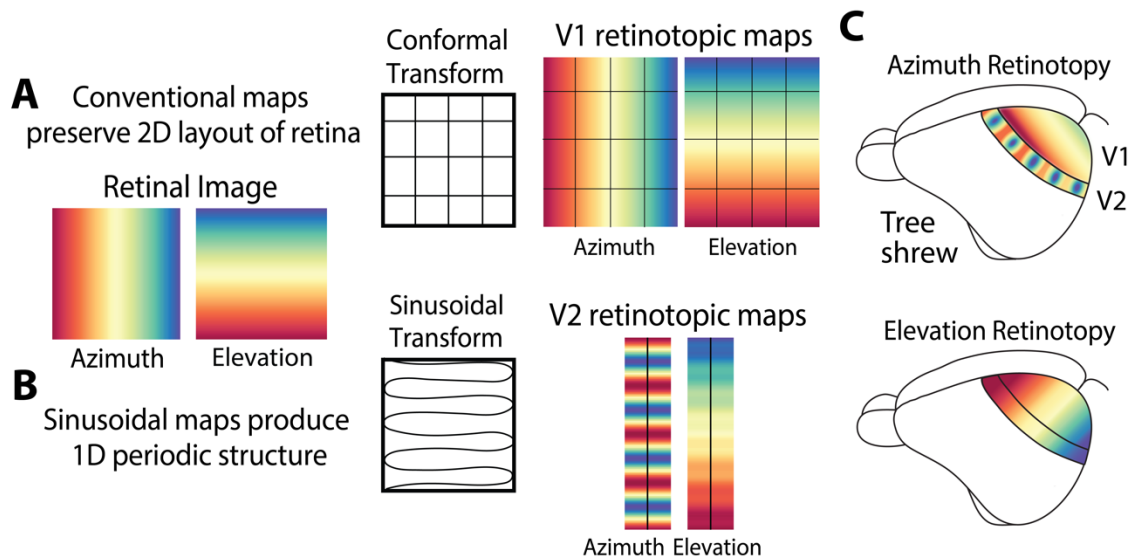 A
Conventional maps
preserve 2D layout of retina
Retinal Image
Azimuth
Elevation
Conformal
Transform
V1 retinotopic maps
Azimuth
Elevation
B
Sinusoidal maps produce
1D periodic structure
Sinusoidal
Transform
V2 retinotopic maps
Azimuth
Elevation
C
Azimuth Retinotopy
V1
V2
Tree
shrew
Elevation Retinotopy